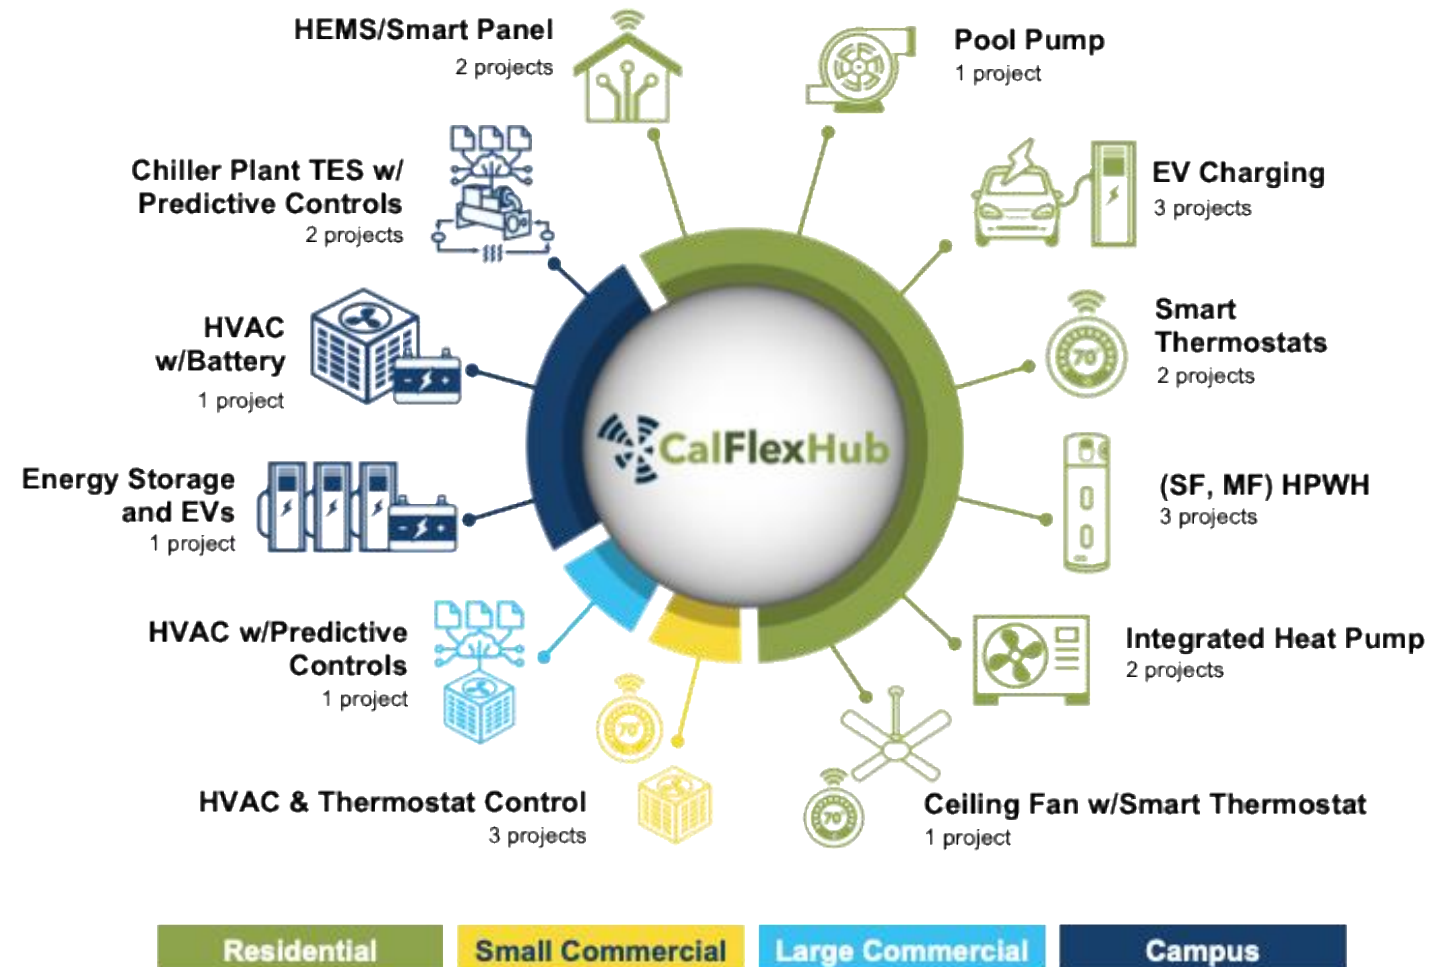 HEMS/Smart Panel
2 projects
Pool Pump
1 project
Chiller Plant TES w/
Predictive Controls
2 projects
EV Charging
3 projects
HVAC
w/Battery
1 project
Smart
Thermostats
2 projects
70°
CalFlexHub
Energy Storage
and EVs
1 project
(SF, MF) HPWH
3 projects
HVAC w/Predictive
Controls
1 project
Integrated Heat Pump
2 projects
70°
HVAC & Thermostat Control
3 projects
70°
Ceiling Fan w/Smart Thermostat
1 project
Residential
Small Commercial
Large Commercial
Campus